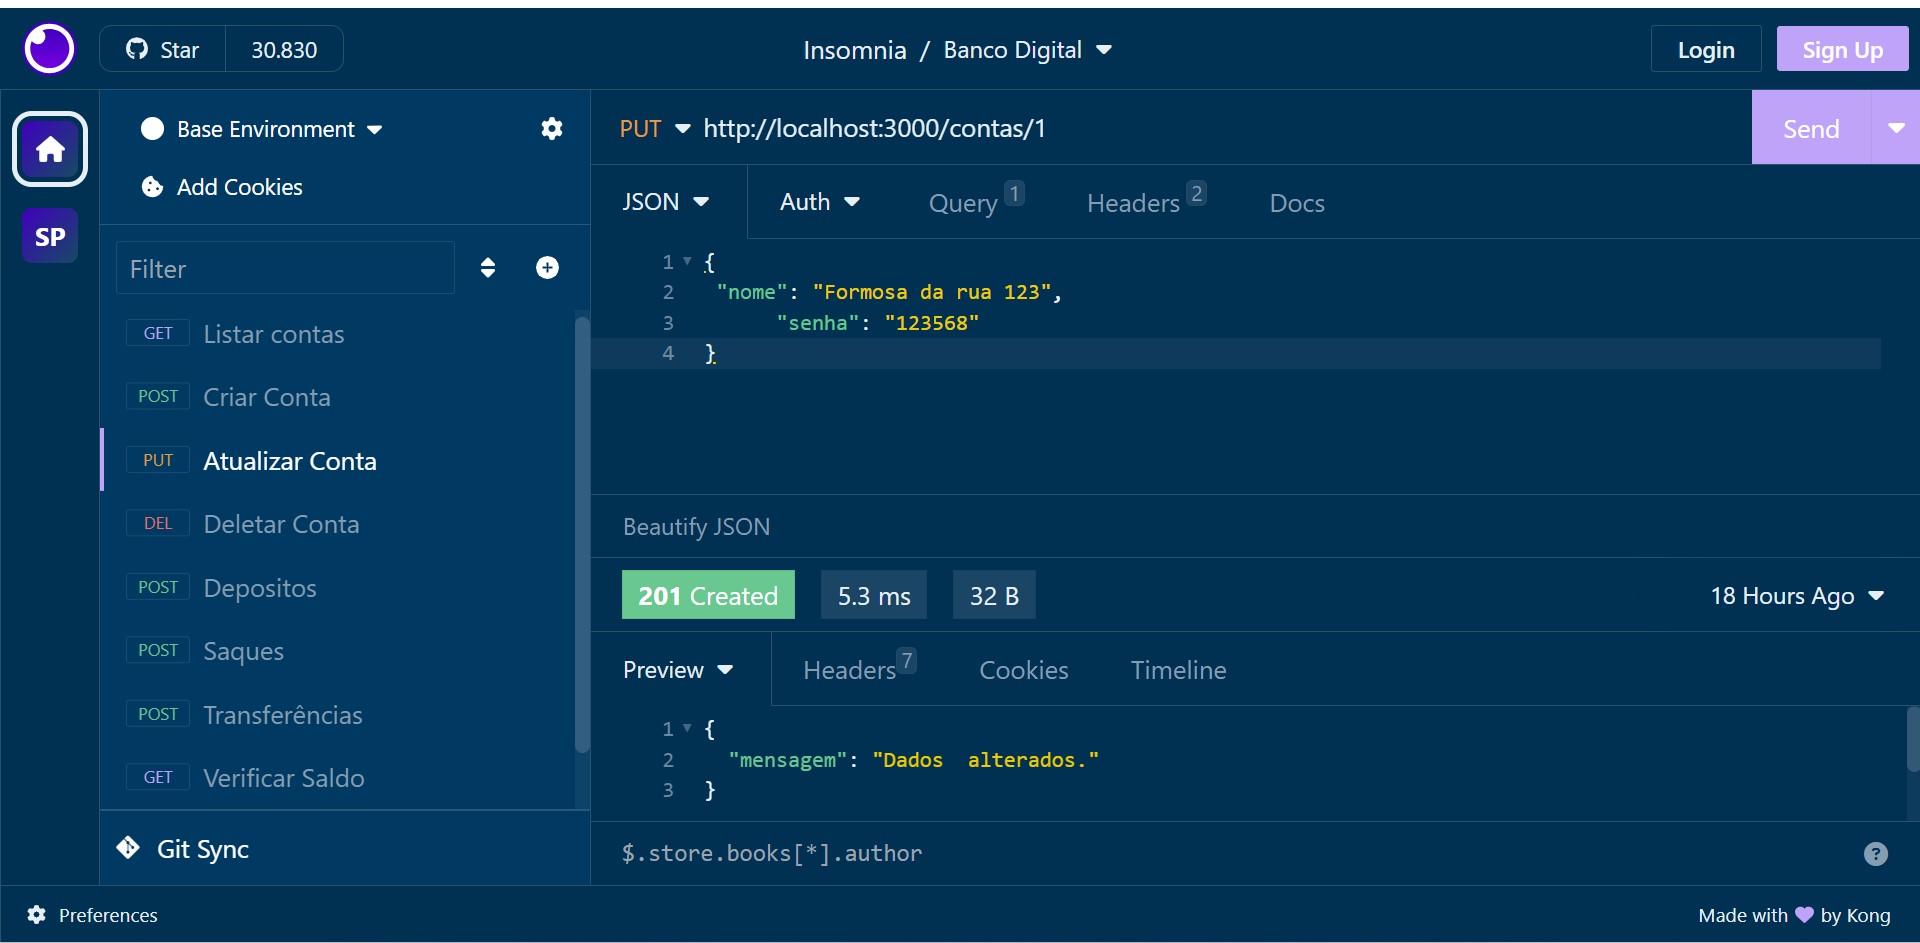 Star 30.830
Insomnia / Banco Digital
Login Sign Up
Base Environment
Add Cookies
SP
Filter
GET Listar contas
POST Criar Conta
PUT Atualizar Conta
DEL Deletar Conta
POST Depositos
POST Saques
POST Transferências
GET Verificar Saldo
Git Sync
PUT http://localhost:3000/contas/1
Send
JSON Auth Query 1 Headers 2 Docs
1 {
2 "nome": "Formosa da rua 123",
3 "senha": "123568"
4 }
Beautify JSON
201 Created 5.3 ms 32 B 18 Hours Ago
Preview Headers 7 Cookies Timeline
1 {
2 "mensagem": "Dados  alterados."
3 }
$.store.books[*].author
?
Preferences
Made with 💜 by Kong